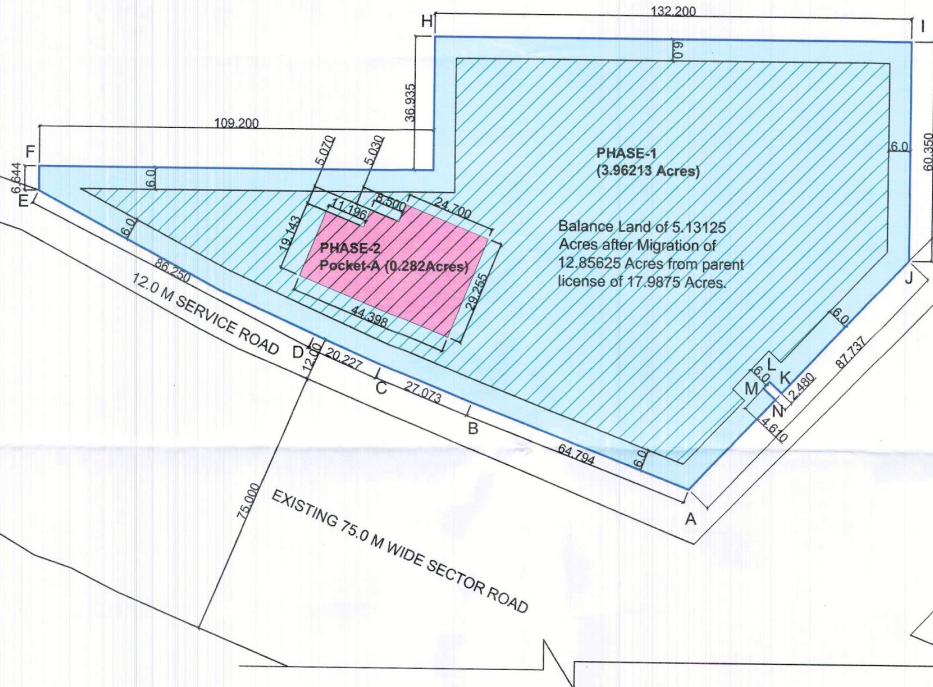 132.200
H
I
6.0
36.935
109.200
5.070
5.030
PHASE-1
(3.96213 Acres)
6.0
60.350
F
6.644
6.0
E
8.500
24.700
11.196
19.143
6.0
PHASE-2
Pocket-A (0.282Acres)
Balance Land of 5.13125
Acres after Migration of
12.85625 Acres from parent
license of 17.9875 Acres.
29.255
J
86.250
12.0 M SERVICE ROAD
44.398
6.0
87.737
D
12.00
20.227
C
27.073
B
L
6.0
K
M
2.480
N
4.610
64.794
6.0
A
75.000
EXISTING 75.0 M WIDE SECTOR ROAD